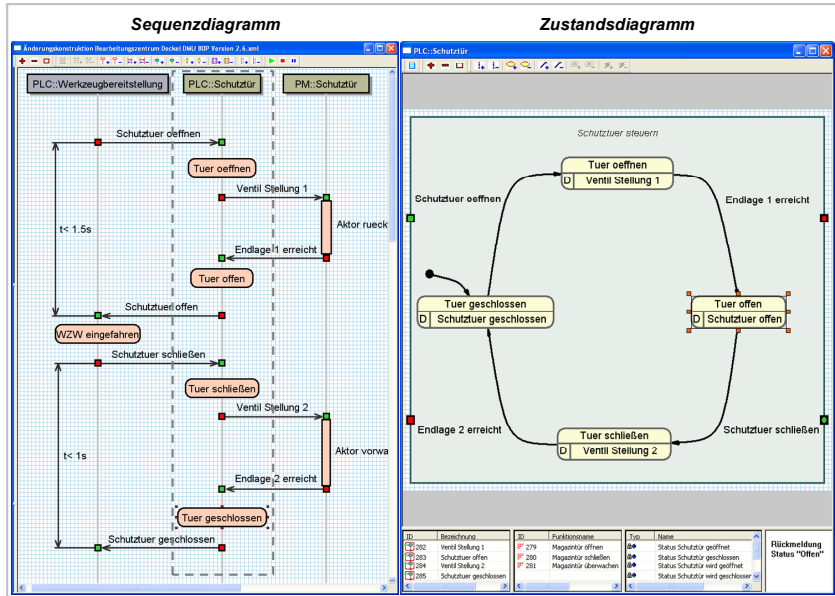 Sequenzdiagramm
Zustandsdiagramm
Änderungskonstruktion Bearbeitungszentrum Deckel DMU 80P Version 2.6.xml
PLC::Werkzeugbereitstellung
PLC::Schutztür
PM::Schutztür
Schutztuer oeffnen
Tuer oeffnen
Ventil Stellung 1
t< 1.5s
Aktor rueck
Endlage 1 erreicht
Tuer offen
Schutztuer offen
WZW eingefahren
Schutztuer schließen
Tuer schließen
Ventil Stellung 2
t< 1s
Aktor vorwa
Endlage 2 erreicht
Tuer geschlossen
Schutztuer geschlossen
PLC::Schutztür
Schutztuer steuern
Tuer oeffnen
D Ventil Stellung 1
Schutztuer oeffnen
Endlage 1 erreicht
Tuer geschlossen
D Schutztuer geschlossen
Tuer offen
D Schutztuer offen
Endlage 2 erreicht
Schutztuer schließen
Tuer schließen
D Ventil Stellung 2
ID Bezeichnung
282 Ventil Stellung 1
283 Schutztuer offen
284 Ventil Stellung 2
285 Schutztuer geschlossen
ID Funktionsname
F 279 Magazintür öffnen
F 280 Magazintür schließen
F 281 Magazintuer überwachen
Typ Name
Status Schutztür geöffnet
Status Schutztür geschlossen
Status Schutztür wird geöffnet
Status Schutztür wird geschlossen
Rückmeldung
Status "Offen"